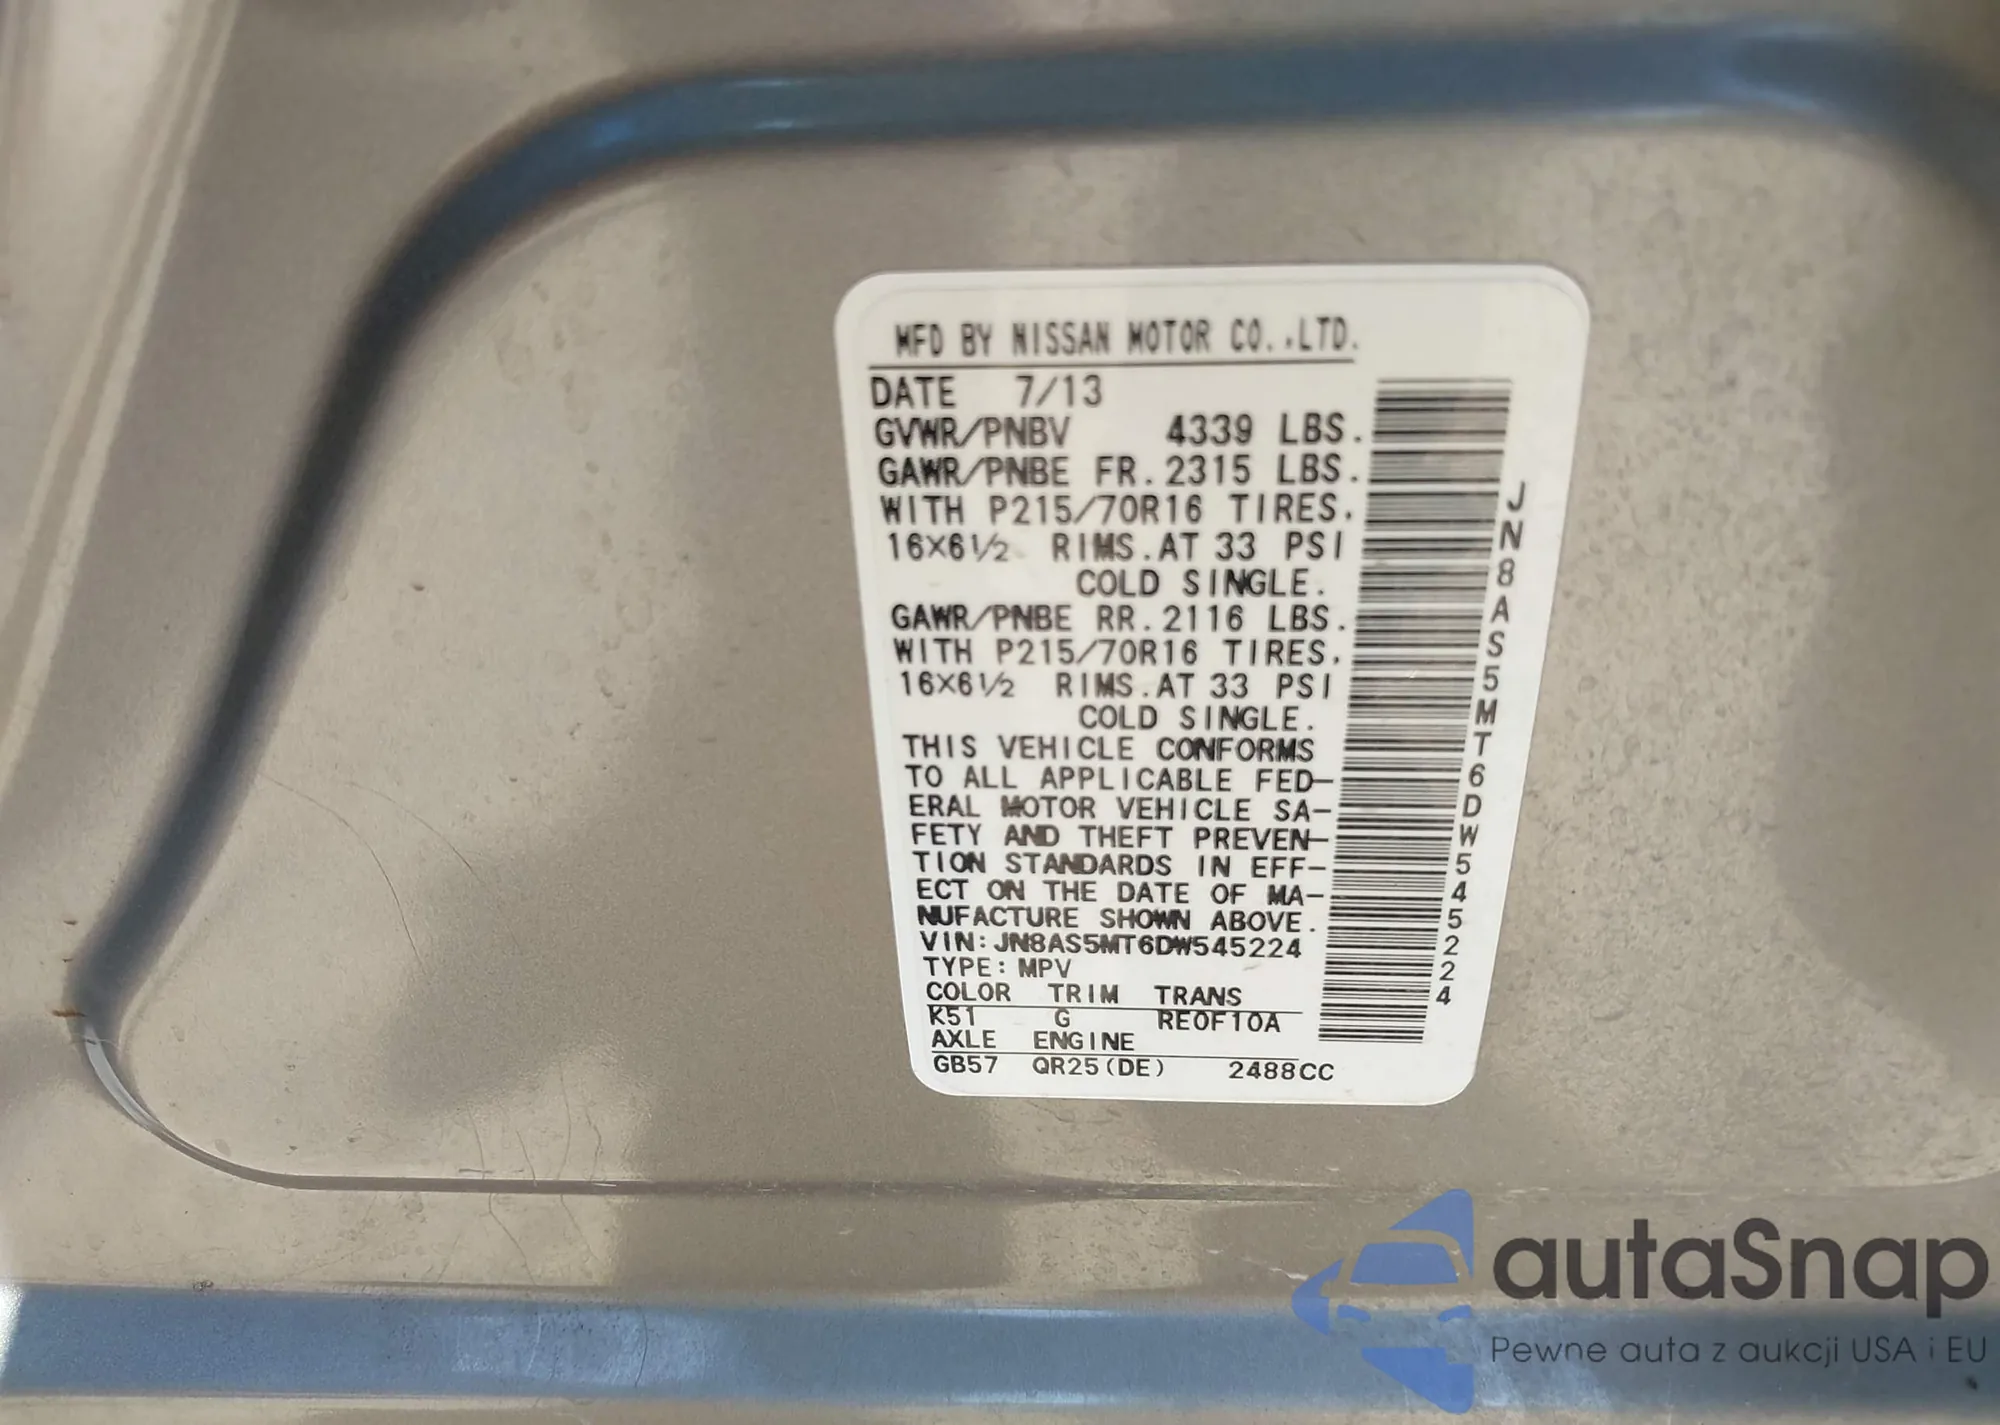 MFD BY NISSAN MOTOR CO.,LTD.
DATE 7/13
GVWR/PNBV 4339 LBS.
GAWR/PNBE FR. 2315 LBS.
WITH P215/70R16 TIRES.
16×6½ RIMS. AT 33 PSI
COLD SINGLE.
GAWR/PNBE RR. 2116 LBS.
WITH P215/70R16 TIRES.
16×6½ RIMS. AT 33 PSI
COLD SINGLE.
THIS VEHICLE CONFORMS
TO ALL APPLICABLE FED-
ERAL MOTOR VEHICLE SA-
FETY AND THEFT PREVEN-
TION STANDARDS IN EFF-
ECT ON THE DATE OF MA-
NUFACTURE SHOWN ABOVE.
VIN: JN8AS5MT6DW545224
TYPE: MPV
COLOR TRIM TRANS
K51 G RE0F10A
AXLE ENGINE
GB57 QR25(DE) 2488CC
JN8AS5MT6DW545224
autaSnap
Pewne auta z aukcji USA i EU